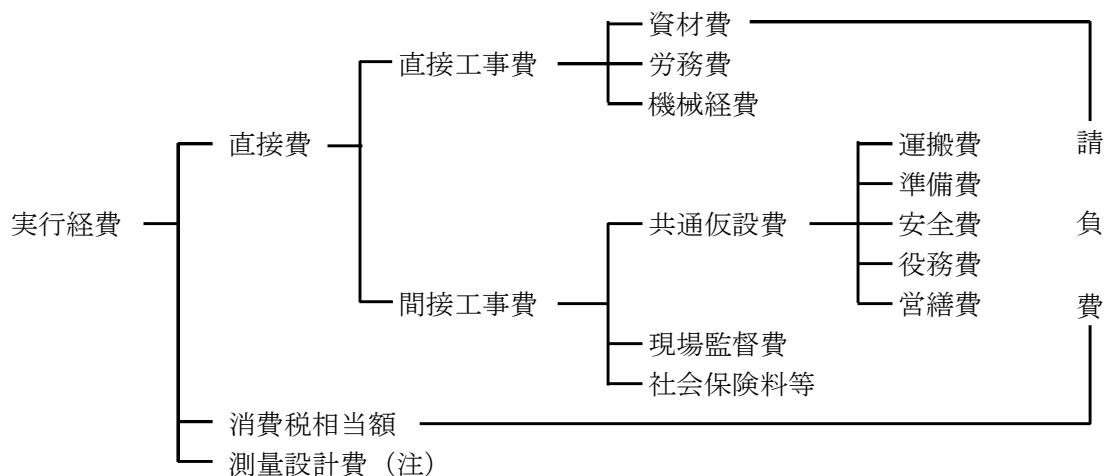 資材費
直接工事費
労務費
機械経費
直接費
運搬費
準備費
実行経費
共通仮設費
安全費
役務費
間接工事費
営繕費
現場監督費
社会保険料等
消費税相当額
測量設計費（注）
請負費